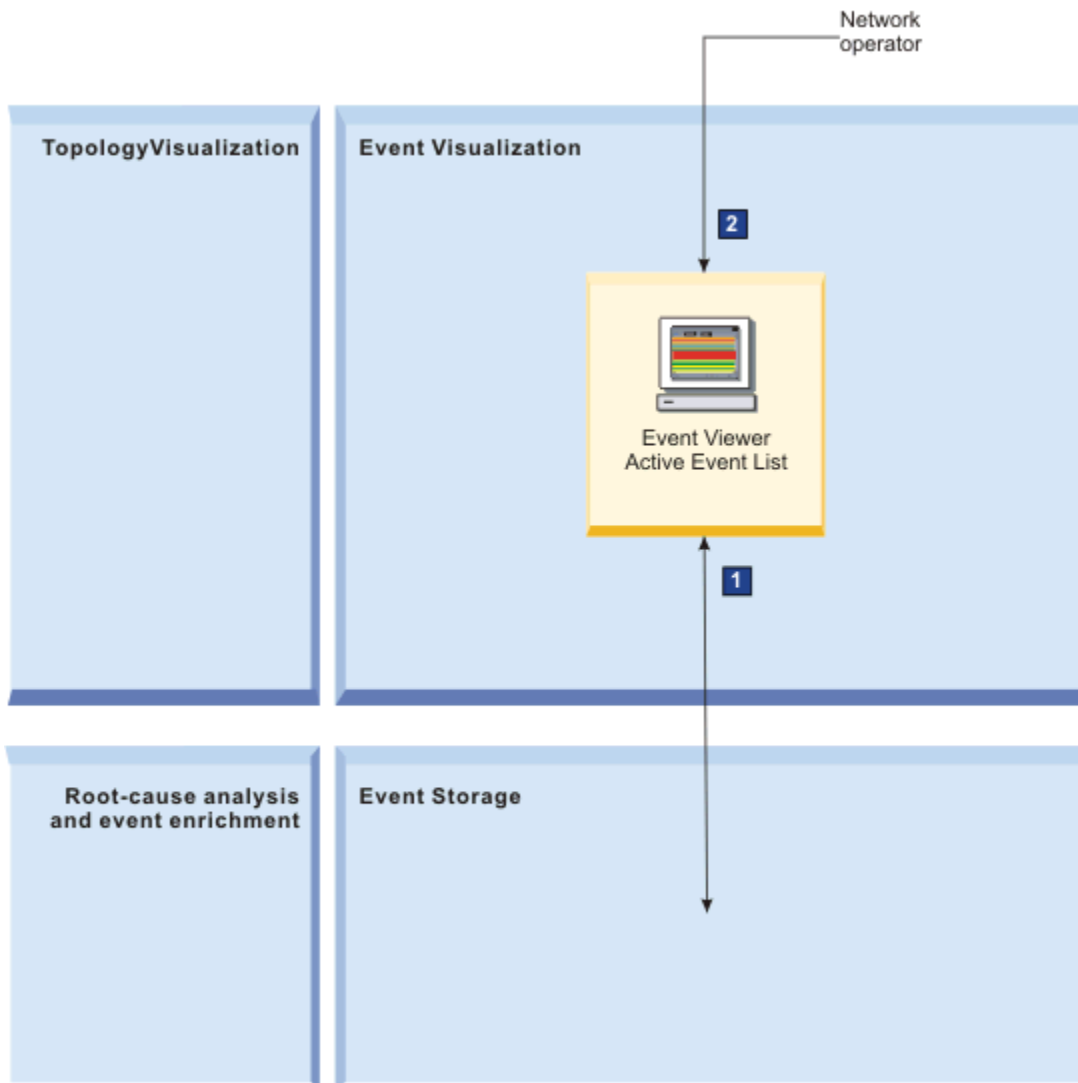 Network
operator
TopologyVisualization
Event Visualization
2
Event Viewer
Active Event List
1
Root-cause analysis
and event enrichment
Event Storage